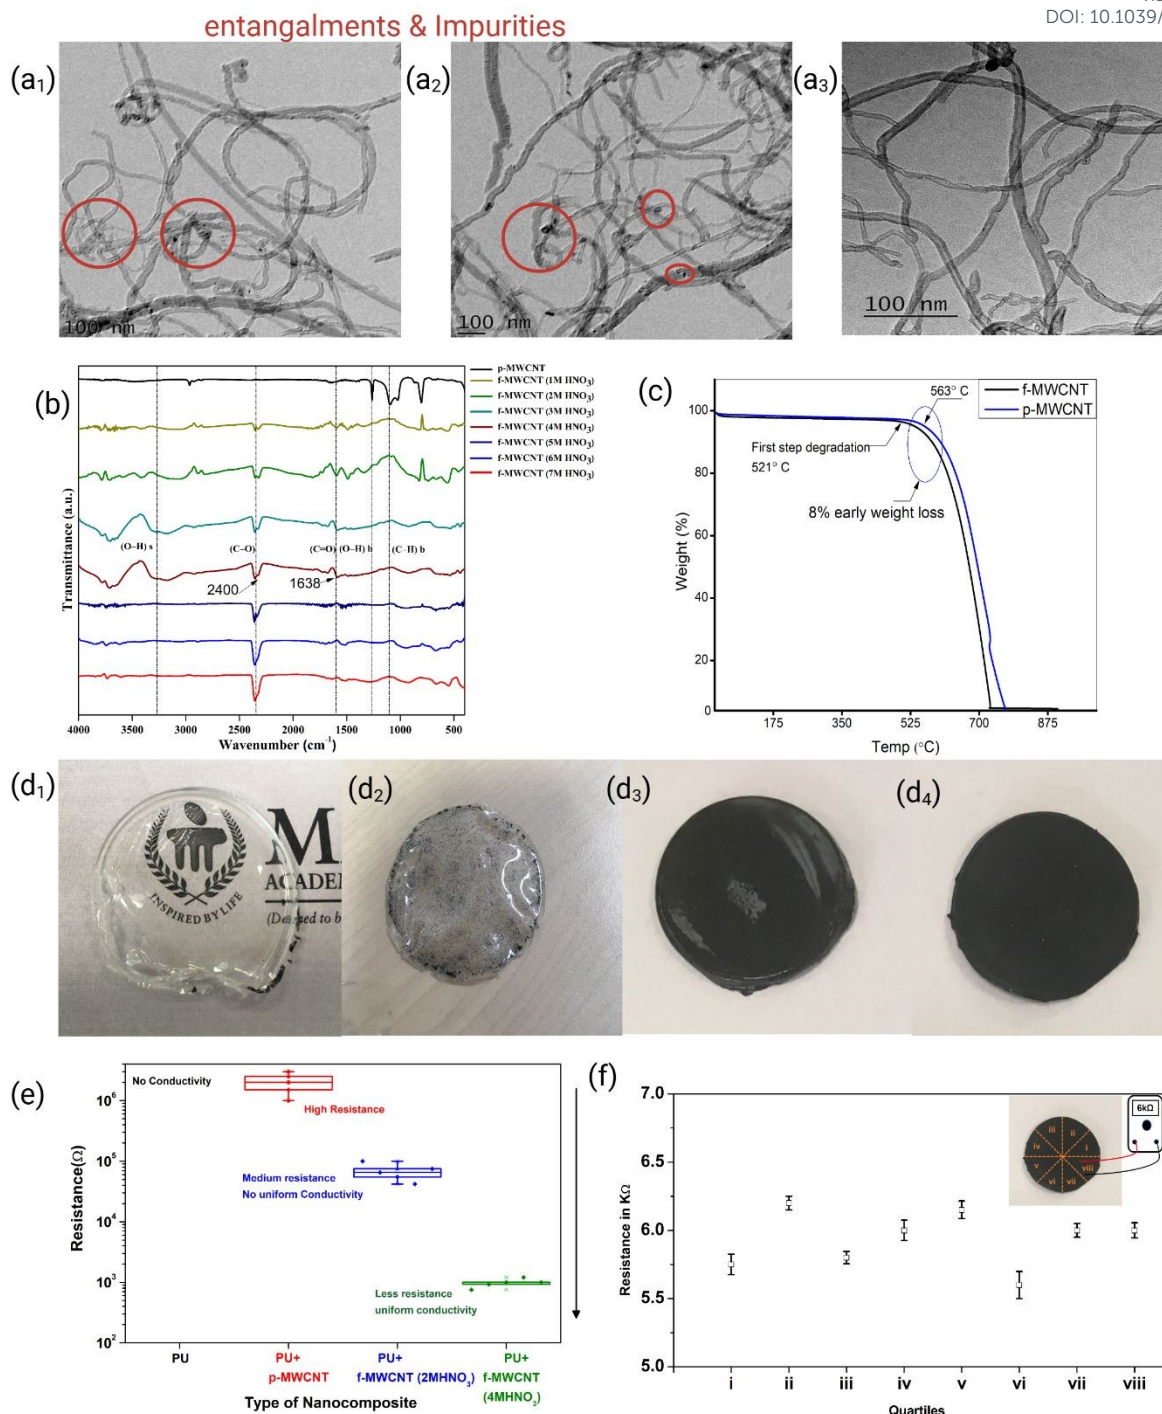 DOI: 10.1039/
entangalments & Impurities
(a1)
(a2)
(a3)
100 nm
100 nm
100 nm
(b)
p-MWCNT
f-MWCNT (1M HNO3)
f-MWCNT (2M HNO3)
f-MWCNT (3M HNO3)
f-MWCNT (4M HNO3)
f-MWCNT (5M HNO3)
f-MWCNT (6M HNO3)
f-MWCNT (7M HNO3)
Transmittance (a.u.)
(O–H) s
(C–O)
(C=O)
(O–H) b
(C–H) b
2400
1638
4000 3500 3000 2500 2000 1500 1000 500
Wavenumber (cm-1)
(c)
563° C
f-MWCNT
p-MWCNT
First step degradation
521° C
8% early weight loss
Weight (%)
100
80
60
40
20
0
175 350 525 700 875
Temp (°C)
(d1)
(d2)
(d3)
(d4)
M
ACADE
INSPIRED BY LIFE
to b
(e)
No Conductivity
High Resistance
Medium resistance
No uniform Conductivity
Less resistance
uniform conductivity
Resistance(Ω)
10^6
10^5
10^4
10^3
10^2
PU
PU+
p-MWCNT
PU+
f-MWCNT (2MHNO3)
PU+
f-MWCNT
(4MHNO3)
Type of Nanocomposite
(f)
7.0
6.5
6.0
5.5
5.0
Resistance in KΩ
6kΩ
iii
ii
iv
i
v
viii
vi
vii
i ii iii iv v vi vii viii
Quartiles